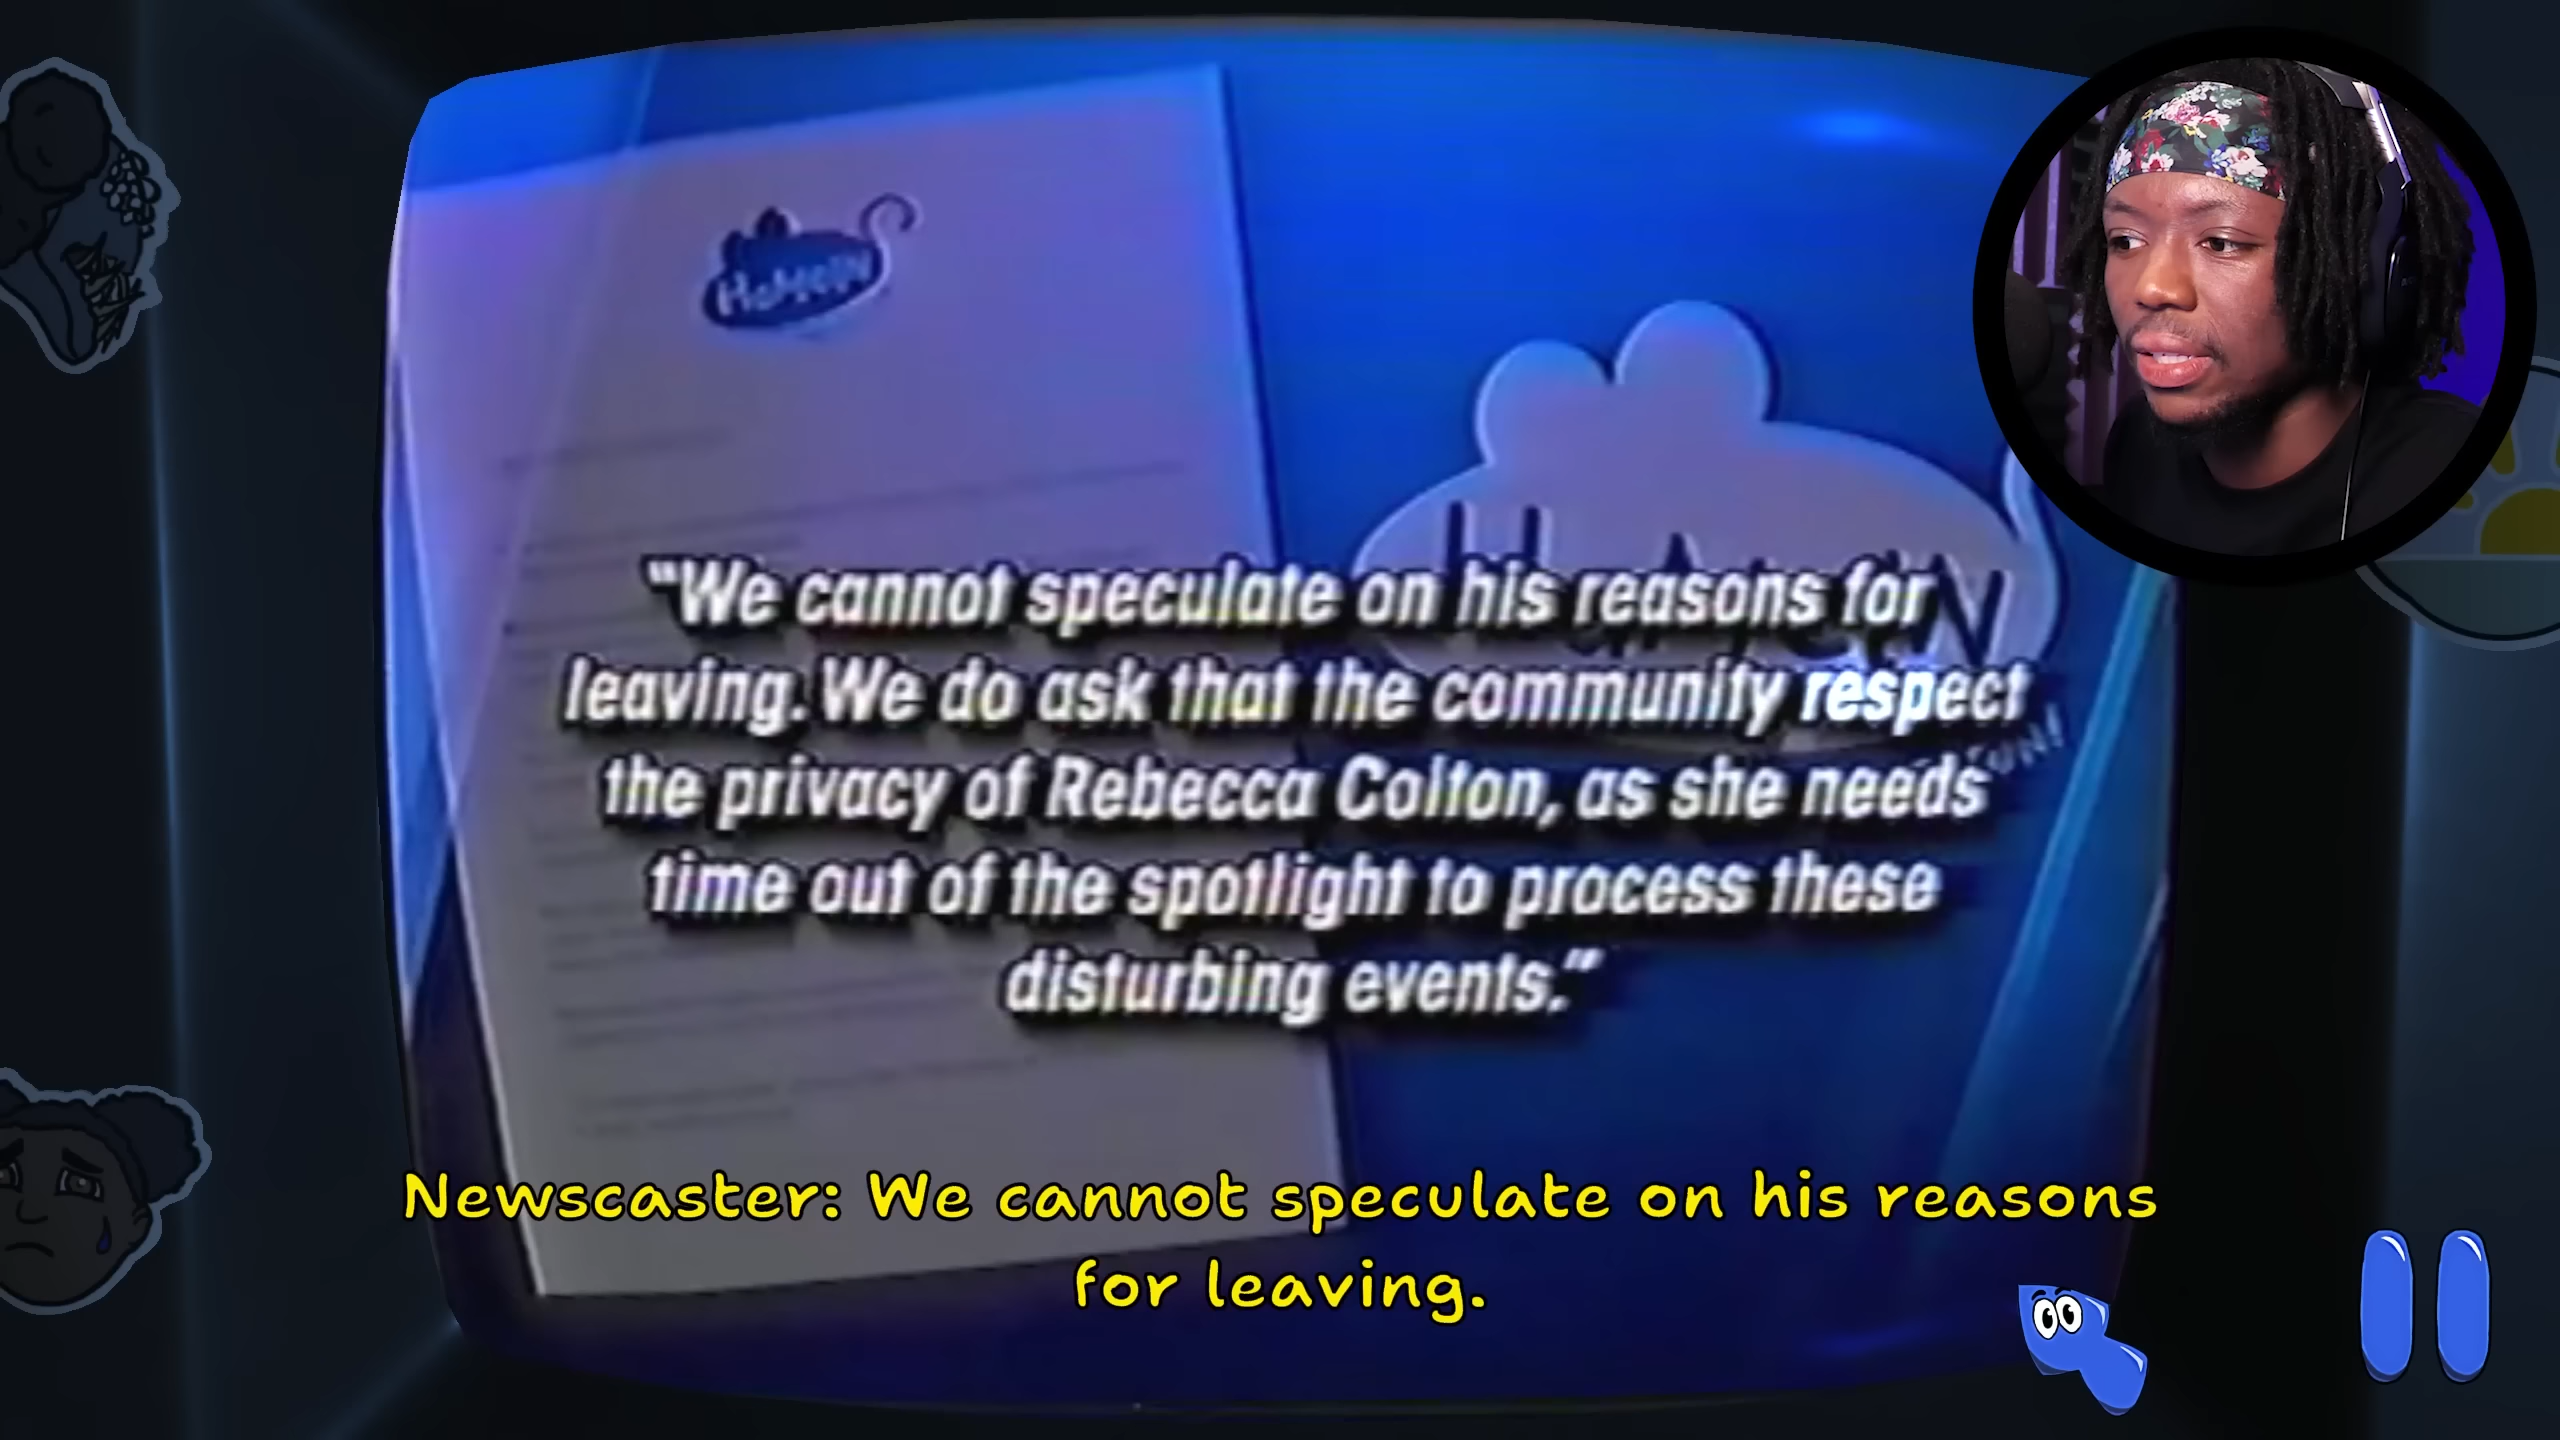 HaMeIN
"We cannot speculate on his reasons for
leaving. We do ask that the community respect
the privacy of Rebecca Colton, as she needs
time out of the spotlight to process these
disturbing events."
Newscaster: We cannot speculate on his reasons
for leaving.